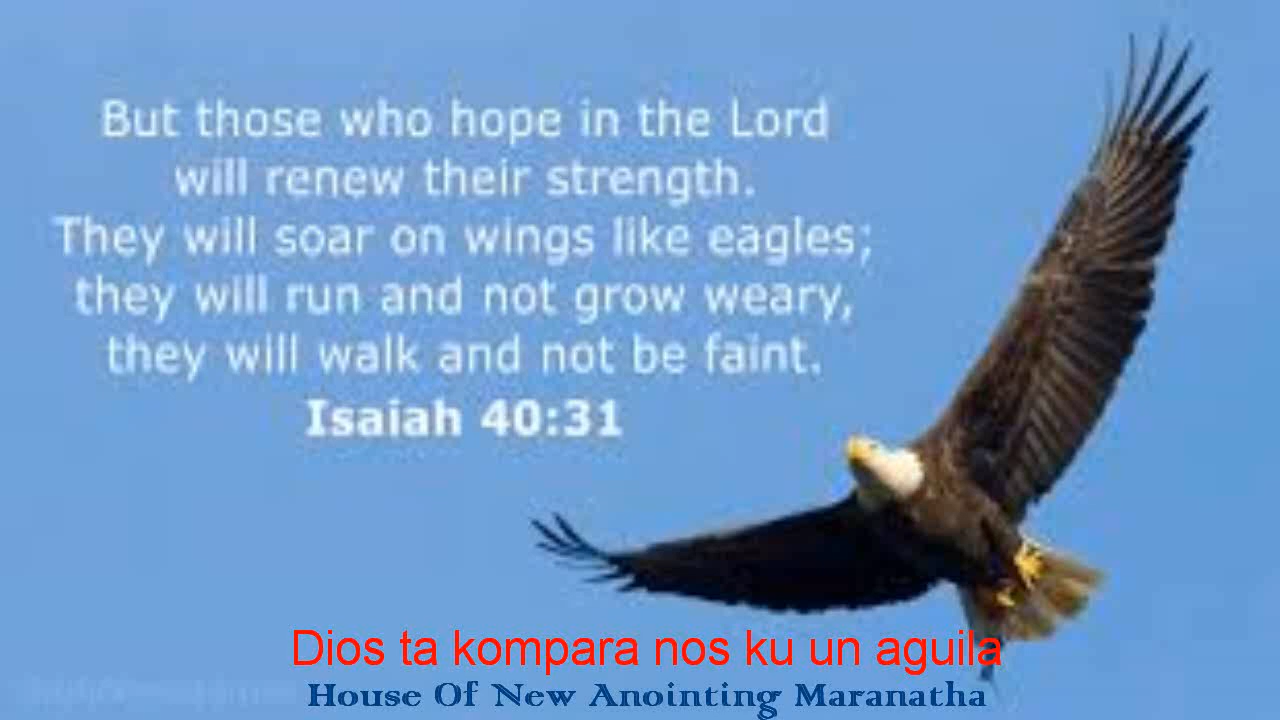 But those who hope in the Lord
will renew their strength.
They will soar on wings like eagles;
they will run and not grow weary,
they will walk and not be faint.
Isaiah 40:31
Dios ta kompara nos ku un aguila
House Of New Anointing Maranatha